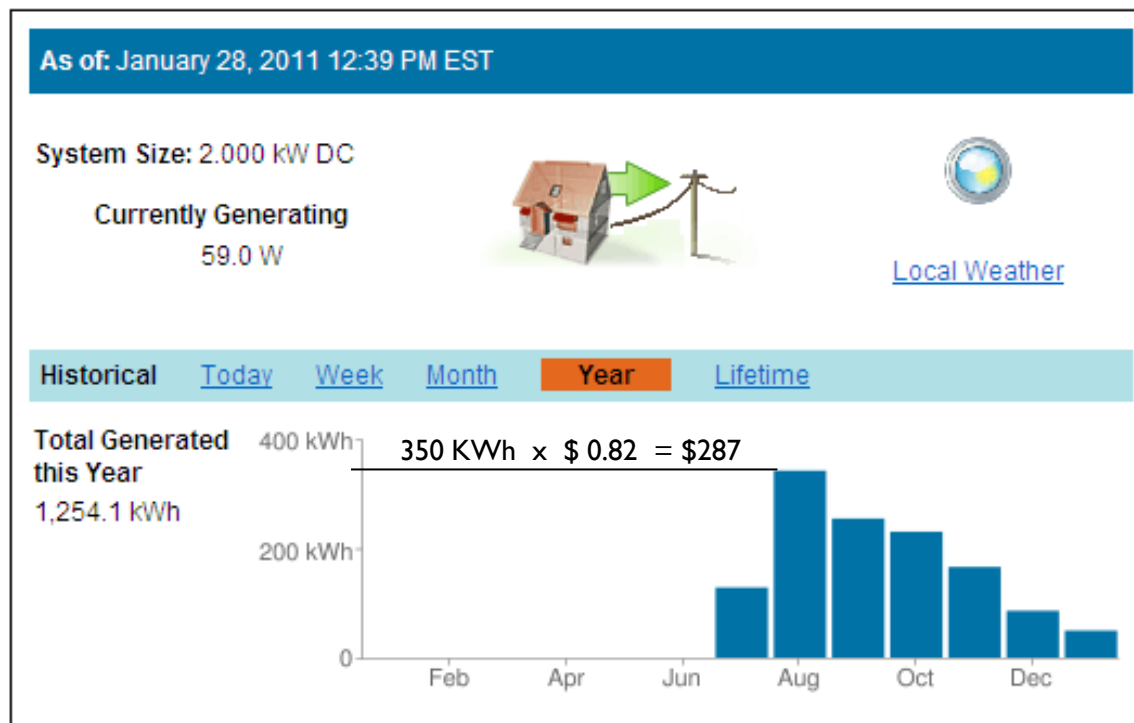 As of: January 28, 2011 12:39 PM EST
System Size: 2.000 kW DC
Currently Generating
59.0 W
Local Weather
Historical Today Week Month Year Lifetime
Total Generated
this Year
1,254.1 kWh
400 kWh
350 KWh x $ 0.82 = $287
200 kWh
0
Feb Apr Jun Aug Oct Dec